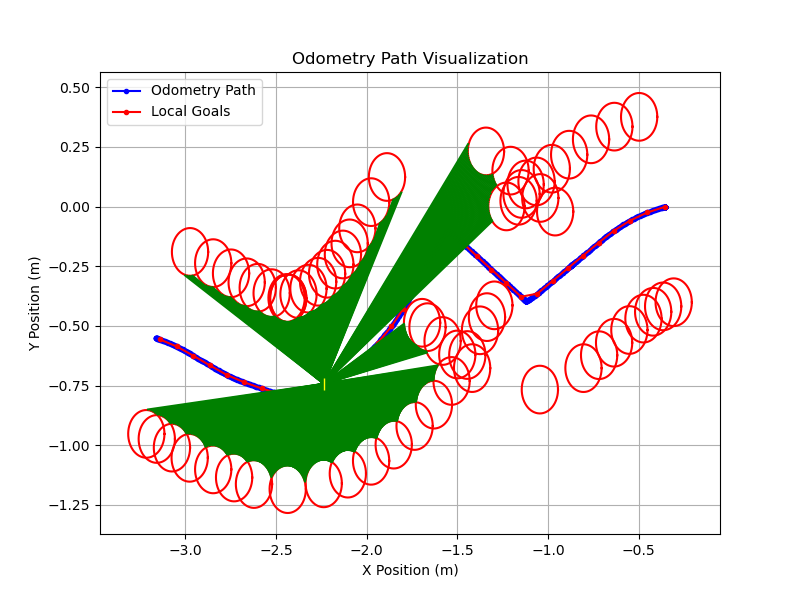 Odometry Path Visualization
Odometry Path
Local Goals
0.50
0.25
0.00
−0.25
−0.50
−0.75
−1.00
−1.25
Y Position (m)
−3.0 −2.5 −2.0 −1.5 −1.0 −0.5
X Position (m)